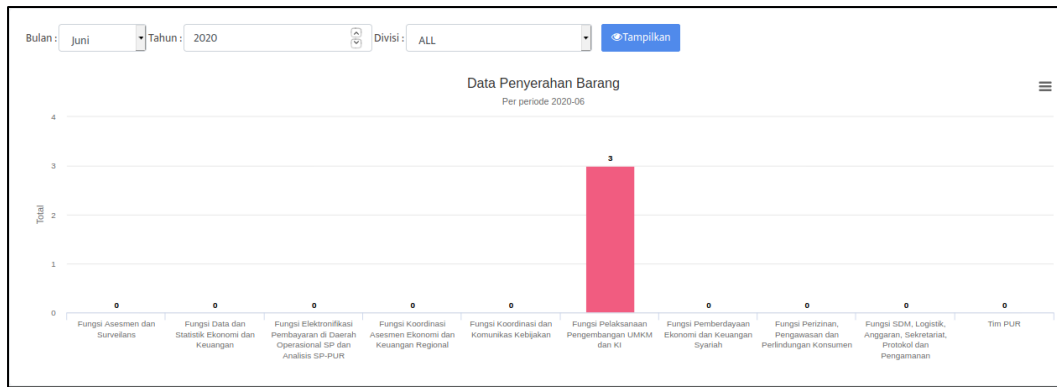 Bulan : Juni Tahun : 2020 Divisi : ALL Tampilkan
Data Penyerahan Barang
Per periode 2020-06
Total
4
3
2
1
0
0 0 0 0 0 3 0 0 0 0
Fungsi Asesmen dan
Surveilans
Fungsi Data dan
Statistik Ekonomi dan
Keuangan
Fungsi Elektronifikasi
Pembayaran di Daerah
Operasional SP dan
Analisis SP-PUR
Fungsi Koordinasi
Asesmen Ekonomi dan
Keuangan Regional
Fungsi Koordinasi dan
Komunikas Kebijakan
Fungsi Pelaksanaan
Pengembangan UMKM
dan KI
Fungsi Pemberdayaan
Ekonomi dan Keuangan
Syariah
Fungsi Perizinan,
Pengawasan dan
Perlindungan Konsumen
Fungsi SDM, Logistik,
Anggaran, Sekretariat,
Protokol dan
Pengamanan
Tim PUR